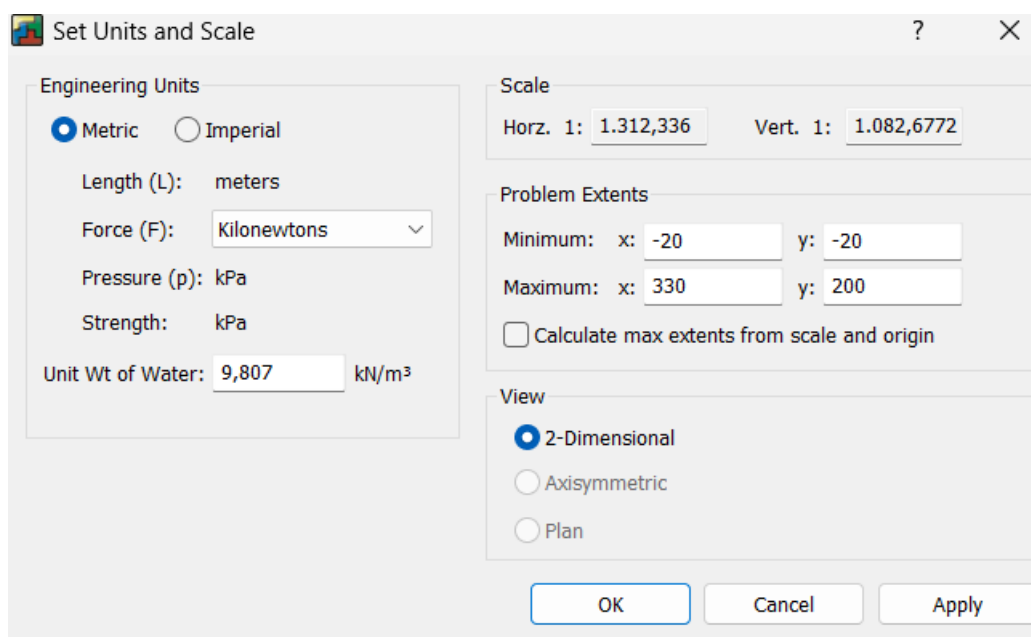 Set Units and Scale
?
Engineering Units
Metric
Imperial
Length (L): meters
Force (F): Kilonewtons
Pressure (p): kPa
Strength: kPa
Unit Wt of Water: 9,807 kN/m³
Scale
Horz. 1: 1.312,336 Vert. 1: 1.082,6772
Problem Extents
Minimum: x: -20 y: -20
Maximum: x: 330 y: 200
Calculate max extents from scale and origin
View
2-Dimensional
Axisymmetric
Plan
OK Cancel Apply